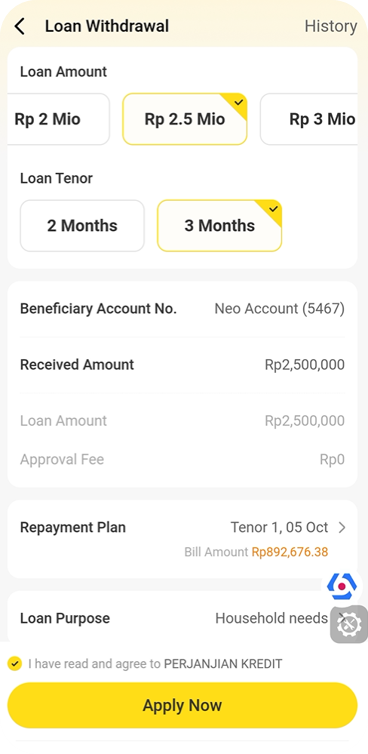 Loan Withdrawal
History
Loan Amount
Rp 2 Mio
Rp 2.5 Mio
Rp 3 Mio
Loan Tenor
2 Months
3 Months
Beneficiary Account No.
Neo Account (5467)
Received Amount
Rp2,500,000
Loan Amount
Rp2,500,000
Approval Fee
Rp0
Repayment Plan
Tenor 1, 05 Oct
Bill Amount Rp892,676.38
Loan Purpose
Household needs
I have read and agree to PERJANJIAN KREDIT
Apply Now